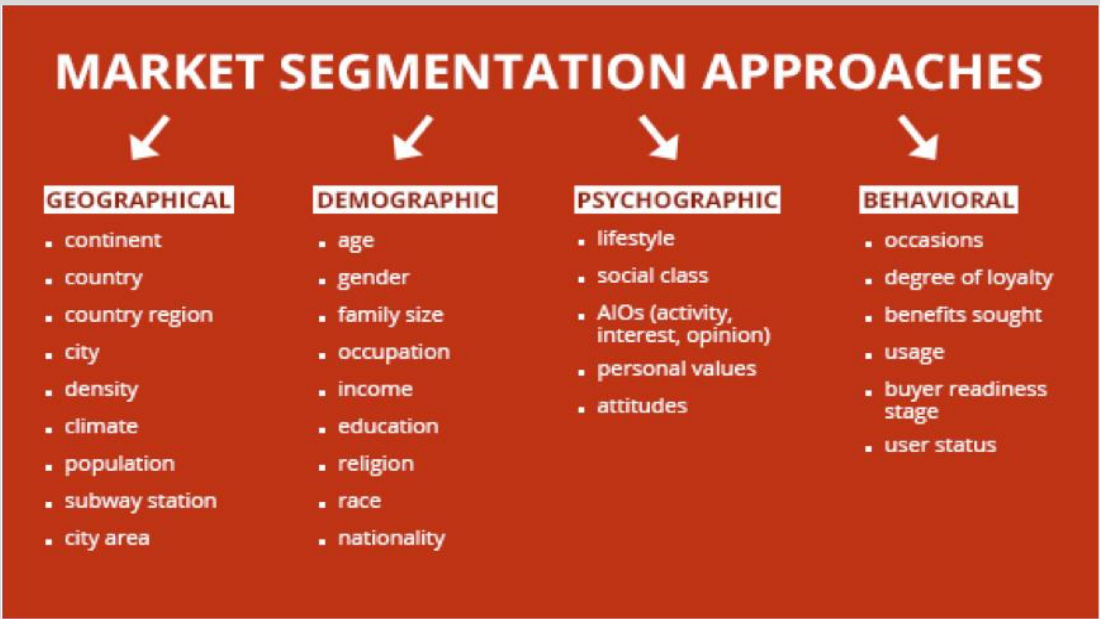 MARKET SEGMENTATION APPROACHES
GEOGRAPHICAL
continent
country
country region
city
density
climate
population
subway station
city area
DEMOGRAPHIC
age
gender
family size
occupation
income
education
religion
race
nationality
PSYCHOGRAPHIC
lifestyle
social class
AIOs (activity,
interest, opinion)
personal values
attitudes
BEHAVIORAL
occasions
degree of loyalty
benefits sought
usage
buyer readiness
stage
user status